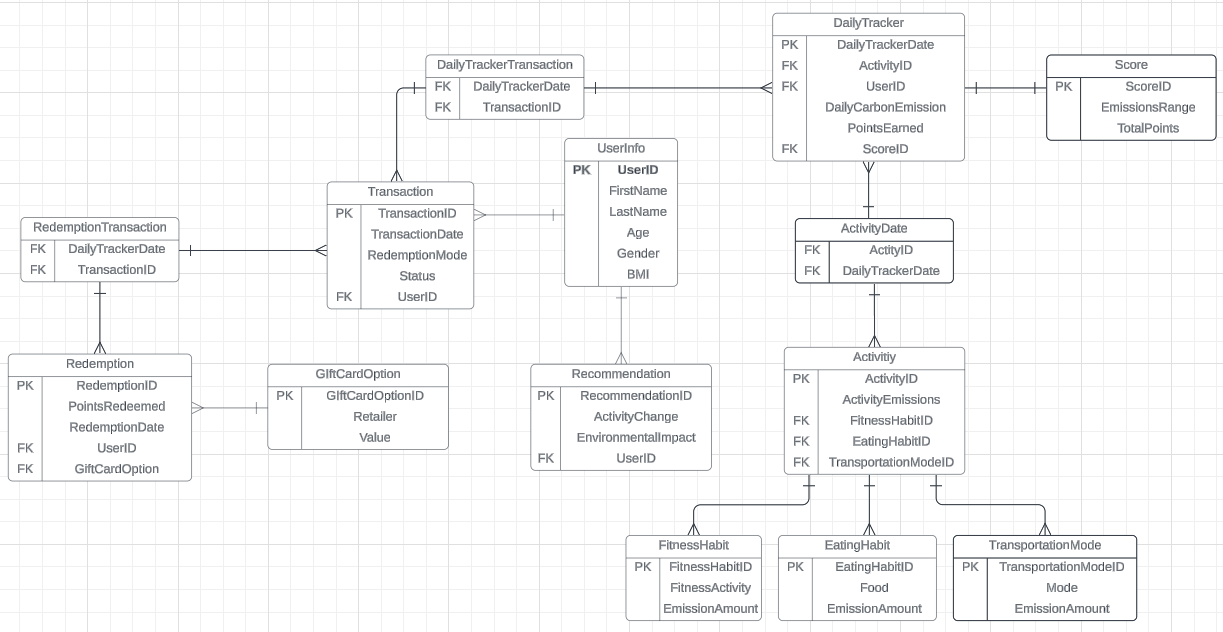 DailyTracker
PK DailyTrackerDate
FK ActivityID
FK UserID
DailyCarbonEmission
PointsEarned
FK ScoreID
DailyTrackerTransaction
FK DailyTrackerDate
FK TransactionID
Score
PK ScoreID
EmissionsRange
TotalPoints
UserInfo
PK UserID
FirstName
LastName
Age
Gender
BMI
Transaction
PK TransactionID
TransactionDate
RedemptionMode
Status
FK UserID
RedemptionTransaction
FK DailyTrackerDate
FK TransactionID
ActivityDate
FK ActityID
FK DailyTrackerDate
Redemption
PK RedemptionID
PointsRedeemed
RedemptionDate
FK UserID
FK GiftCardOption
GIftCardOption
PK GIftCardOptionID
Retailer
Value
Recommendation
PK RecommendationID
ActivityChange
EnvironmentalImpact
FK UserID
Activitiy
PK ActivityID
ActivityEmissions
FK FitnessHabitID
FK EatingHabitID
FK TransportationModeID
FitnessHabit
PK FitnessHabitID
FitnessActivity
EmissionAmount
EatingHabit
PK EatingHabitID
Food
EmissionAmount
TransportationMode
PK TransportationModeID
Mode
EmissionAmount